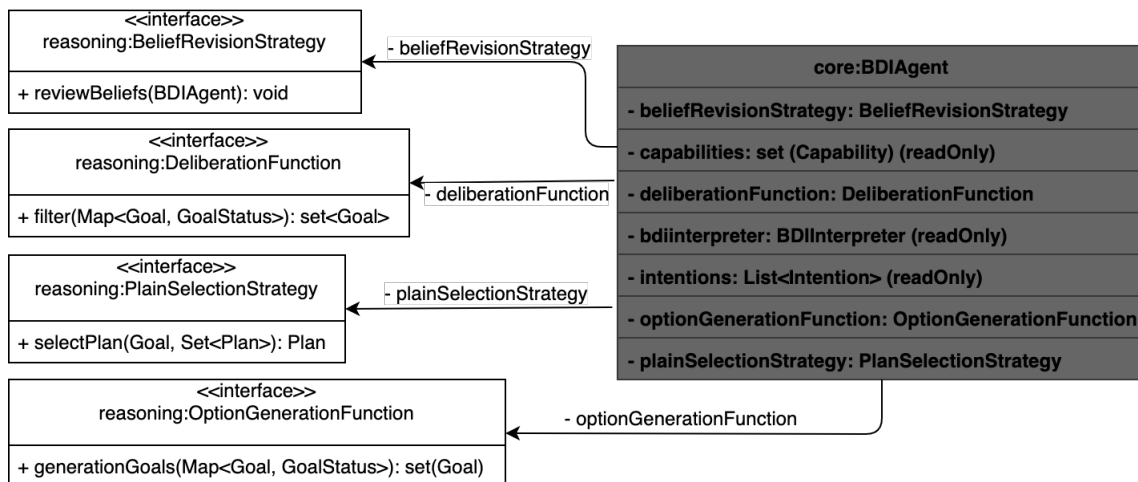 <<interface>>
reasoning:BeliefRevisionStrategy
+ reviewBeliefs(BDIAgent): void
- beliefRevisionStrategy
<<interface>>
reasoning:DeliberationFunction
+ filter(Map<Goal, GoalStatus>): set<Goal>
- deliberationFunction
<<interface>>
reasoning:PlainSelectionStrategy
+ selectPlan(Goal, Set<Plan>): Plan
- plainSelectionStrategy
<<interface>>
reasoning:OptionGenerationFunction
+ generationGoals(Map<Goal, GoalStatus>): set(Goal)
- optionGenerationFunction
core:BDIAgent
- beliefRevisionStrategy: BeliefRevisionStrategy
- capabilities: set (Capability) (readOnly)
- deliberationFunction: DeliberationFunction
- bdiinterpreter: BDIInterpreter (readOnly)
- intentions: List<Intention> (readOnly)
- optionGenerationFunction: OptionGenerationFunction
- plainSelectionStrategy: PlanSelectionStrategy